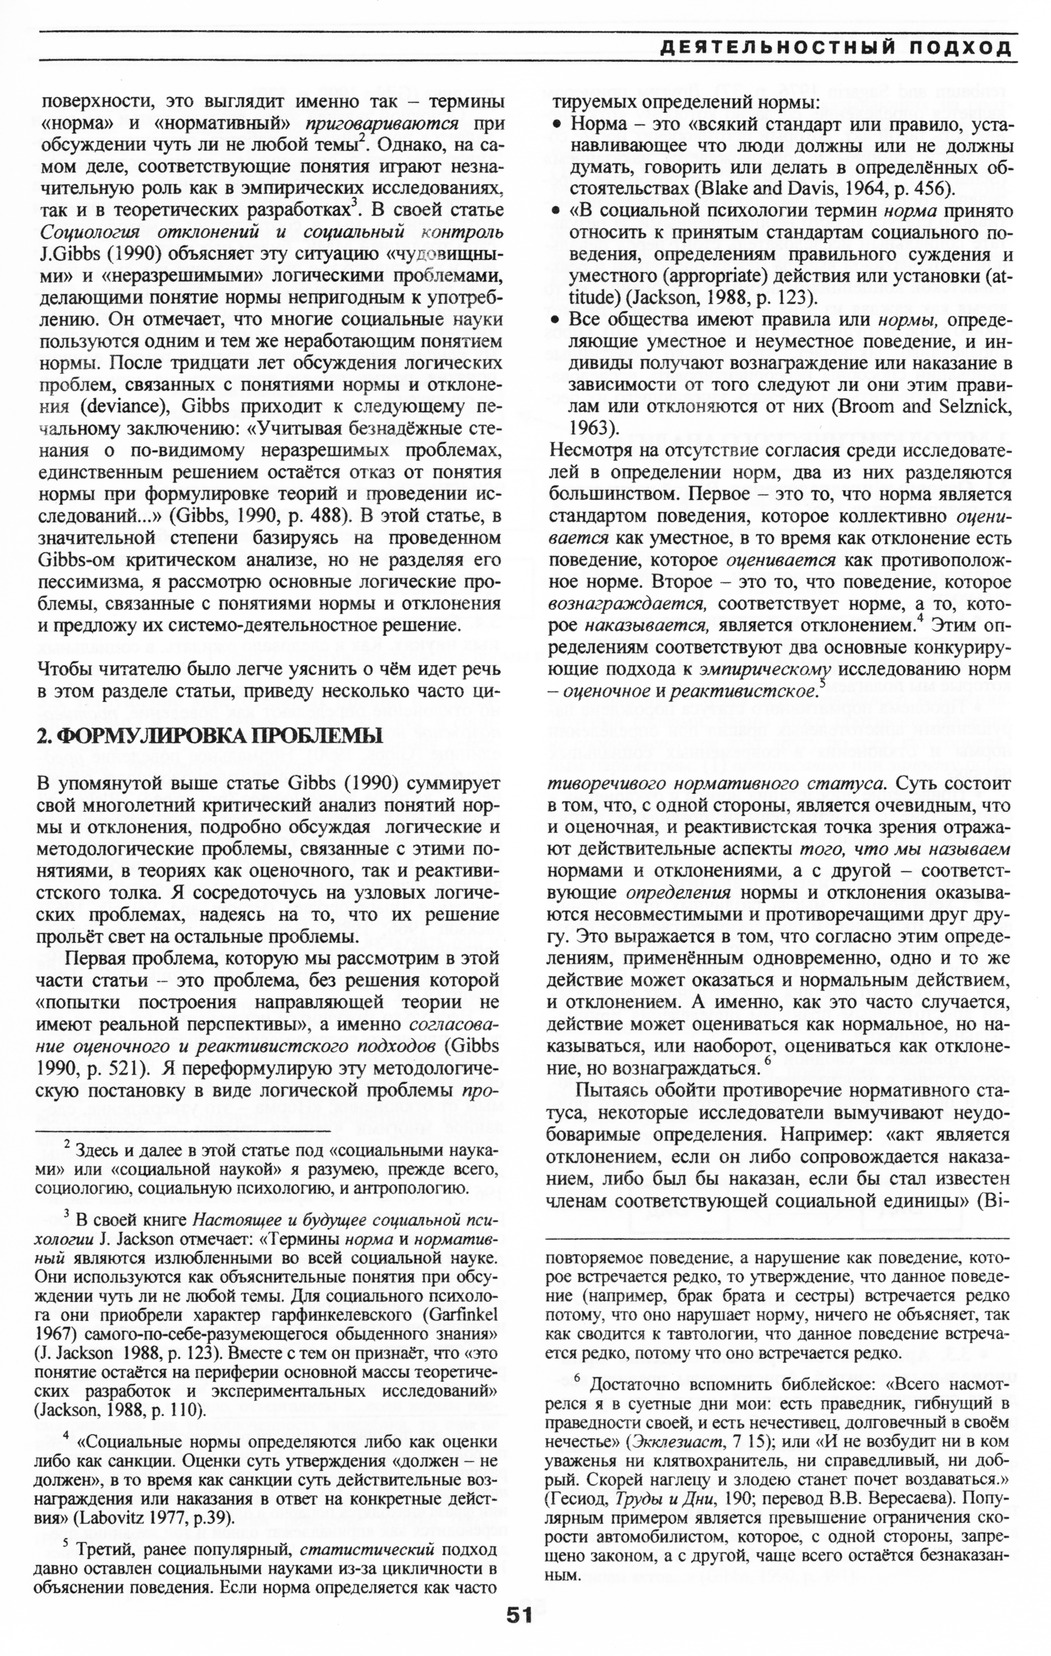 ДЕЯТЕЛЬНОСТНЫЙ ПОДХОД
поверхности, это выглядит именно так – термины
«норма» и «нормативный» приговариваются при
обсуждении чуть ли не любой темы². Однако, на са-
мом деле, соответствующие понятия играют незна-
чительную роль как в эмпирических исследованиях,
так и в теоретических разработках³. В своей статье
Социология отклонений и социальный контроль
J.Gibbs (1990) объясняет эту ситуацию «чудовищны-
ми» и «неразрешимыми» логическими проблемами,
делающими понятие нормы непригодным к употреб-
лению. Он отмечает, что многие социальные науки
пользуются одним и тем же неработающим понятием
нормы. После тридцати лет обсуждения логических
проблем, связанных с понятиями нормы и отклоне-
ния (deviance), Gibbs приходит к следующему пе-
чальному заключению: «Учитывая безнадёжные сте-
нания о по-видимому неразрешимых проблемах,
единственным решением остаётся отказ от понятия
нормы при формулировке теорий и проведении ис-
следований...» (Gibbs, 1990, p. 488). В этой статье, в
значительной степени базируясь на проведенном
Gibbs-ом критическом анализе, но не разделяя его
пессимизма, я рассмотрю основные логические про-
блемы, связанные с понятиями нормы и отклонения
и предложу их системо-деятельностное решение.
Чтобы читателю было легче уяснить о чём идет речь
в этом разделе статьи, приведу несколько часто ци-
тируемых определений нормы:
• Норма – это «всякий стандарт или правило, уста-
навливающее что люди должны или не должны
думать, говорить или делать в определённых об-
стоятельствах (Blake and Davis, 1964, p. 456).
• «В социальной психологии термин норма принято
относить к принятым стандартам социального по-
ведения, определениям правильного суждения и
уместного (appropriate) действия или установки (at-
titude) (Jackson, 1988, p. 123).
• Все общества имеют правила или нормы, опреде-
ляющие уместное и неуместное поведение, и ин-
дивиды получают вознаграждение или наказание в
зависимости от того следуют ли они этим прави-
лам или отклоняются от них (Broom and Selznick,
1963).
Несмотря на отсутствие согласия среди исследовате-
лей в определении норм, два из них разделяются
большинством. Первое – это то, что норма является
стандартом поведения, которое коллективно оцени-
вается как уместное, в то время как отклонение есть
поведение, которое оценивается как противополож-
ное норме. Второе – это то, что поведение, которое
вознаграждается, соответствует норме, а то, кото-
рое наказывается, является отклонением.⁴ Этим оп-
ределениям соответствуют два основные конкуриру-
ющие подхода к эмпирическому исследованию норм
– оценочное и реактивистское.⁵
2. ФОРМУЛИРОВКА ПРОБЛЕМЫ
В упомянутой выше статье Gibbs (1990) суммирует
свой многолетний критический анализ понятий нор-
мы и отклонения, подробно обсуждая логические и
методологические проблемы, связанные с этими по-
нятиями, в теориях как оценочного, так и реактиви-
стского толка. Я сосредоточусь на узловых логиче-
ских проблемах, надеясь на то, что их решение
прольёт свет на остальные проблемы.
Первая проблема, которую мы рассмотрим в этой
части статьи – это проблема, без решения которой
«попытки построения направляющей теории не
имеют реальной перспективы», а именно согласова-
ние оценочного и реактивистского подходов (Gibbs
1990, p. 521). Я переформулирую эту методологиче-
скую постановку в виде логической проблемы про-
тиворечивого нормативного статуса. Суть состоит
в том, что, с одной стороны, является очевидным, что
и оценочная, и реактивистская точка зрения отража-
ют действительные аспекты того, что мы называем
нормами и отклонениями, а с другой – соответст-
вующие определения нормы и отклонения оказыва-
ются несовместимыми и противоречащими друг дру-
гу. Это выражается в том, что согласно этим опреде-
лениям, применённым одновременно, одно и то же
действие может оказаться и нормальным действием,
и отклонением. А именно, как это часто случается,
действие может оцениваться как нормальное, но на-
казываться, или наоборот, оцениваться как отклоне-
ние, но вознаграждаться. ⁶
Пытаясь обойти противоречие нормативного ста-
туса, некоторые исследователи вымучивают неудо-
боваримые определения. Например: «акт является
отклонением, если он либо сопровождается наказа-
нием, либо был бы наказан, если бы стал известен
членам соответствующей социальной единицы» (Bi-
² Здесь и далее в этой статье под «социальными наука-
ми» или «социальной наукой» я разумею, прежде всего,
социологию, социальную психологию, и антропологию.
³ В своей книге Настоящее и будущее социальной пси-
хологии J. Jackson отмечает: «Термины норма и норматив-
ный являются излюбленными во всей социальной науке.
Они используются как объяснительные понятия при обсу-
ждении чуть ли не любой темы. Для социального психоло-
га они приобрели характер гарфинкелевского (Garfinkel
1967) самого-по-себе-разумеющегося обыденного знания»
(J. Jackson 1988, p. 123). Вместе с тем он признаёт, что «это
понятие остаётся на периферии основной массы теоретиче-
ских разработок и экспериментальных исследований»
(Jackson, 1988, p. 110).
⁴ «Социальные нормы определяются либо как оценки
либо как санкции. Оценки суть утверждения «должен – не
должен», в то время как санкции суть действительные воз-
награждения или наказания в ответ на конкретные дейст-
вия» (Labovitz 1977, p.39).
⁵ Третий, ранее популярный, статистический подход
давно оставлен социальными науками из-за цикличности в
объяснении поведения. Если норма определяется как часто
повторяемое поведение, а нарушение как поведение, кото-
рое встречается редко, то утверждение, что данное поведе-
ние (например, брак брата и сестры) встречается редко
потому, что оно нарушает норму, ничего не объясняет, так
как сводится к тавтологии, что данное поведение встреча-
ется редко, потому что оно встречается редко.
⁶ Достаточно вспомнить библейское: «Всего насмот-
релся я в суетные дни мои: есть праведник, гибнущий в
праведности своей, и есть нечестивец, долговечный в своём
нечестье» (Экклезиаст, 7 15); или «И не возбудит ни в ком
уваженья ни клятвохранитель, ни справедливый, ни доб-
рый. Скорей наглецу и злодею станет почет воздаваться.»
(Гесиод, Труды и Дни, 190; перевод В.В. Вересаева). Попу-
лярным примером является превышение ограничения ско-
рости автомобилистом, которое, с одной стороны, запре-
щено законом, а с другой, чаще всего остаётся безнаказан-
ным.
51